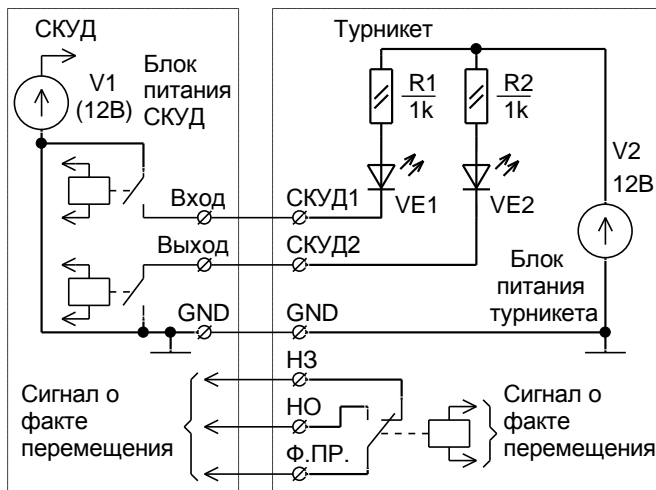 СКУД
Турникет
V1
(12В)
Блок
питания
СКУД
R1
1k
R2
1k
V2
12В
Вход
СКУД1
VE1
VE2
Выход
СКУД2
Блок
питания
турникета
GND
GND
НЗ
Сигнал о
факте
перемещения
НО
Сигнал о
факте
перемещения
Ф.ПР.